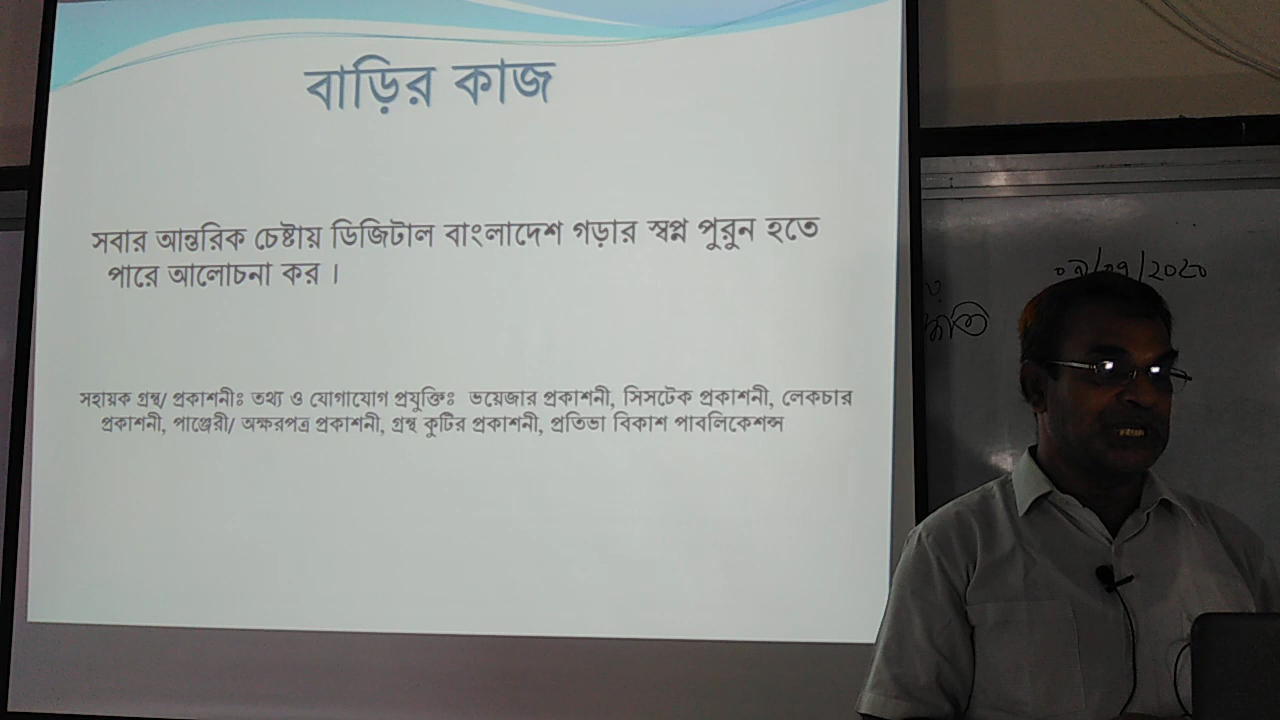 বাড়ির কাজ
সবার আন্তরিক চেষ্টায় ডিজিটাল বাংলাদেশ গড়ার স্বপ্ন পুরুন হতে
পারে আলোচনা কর ।
সহায়ক গ্রন্থ/ প্রকাশনীঃ তথ্য ও যোগাযোগ প্রযুক্তিঃ ভয়েজার প্রকাশনী, সিসটেক প্রকাশনী, লেকচার
প্রকাশনী, পাঞ্জেরী/ অক্ষরপত্র প্রকাশনী, গ্রন্থ কুটির প্রকাশনী, প্রতিভা বিকাশ পাবলিকেশন্স